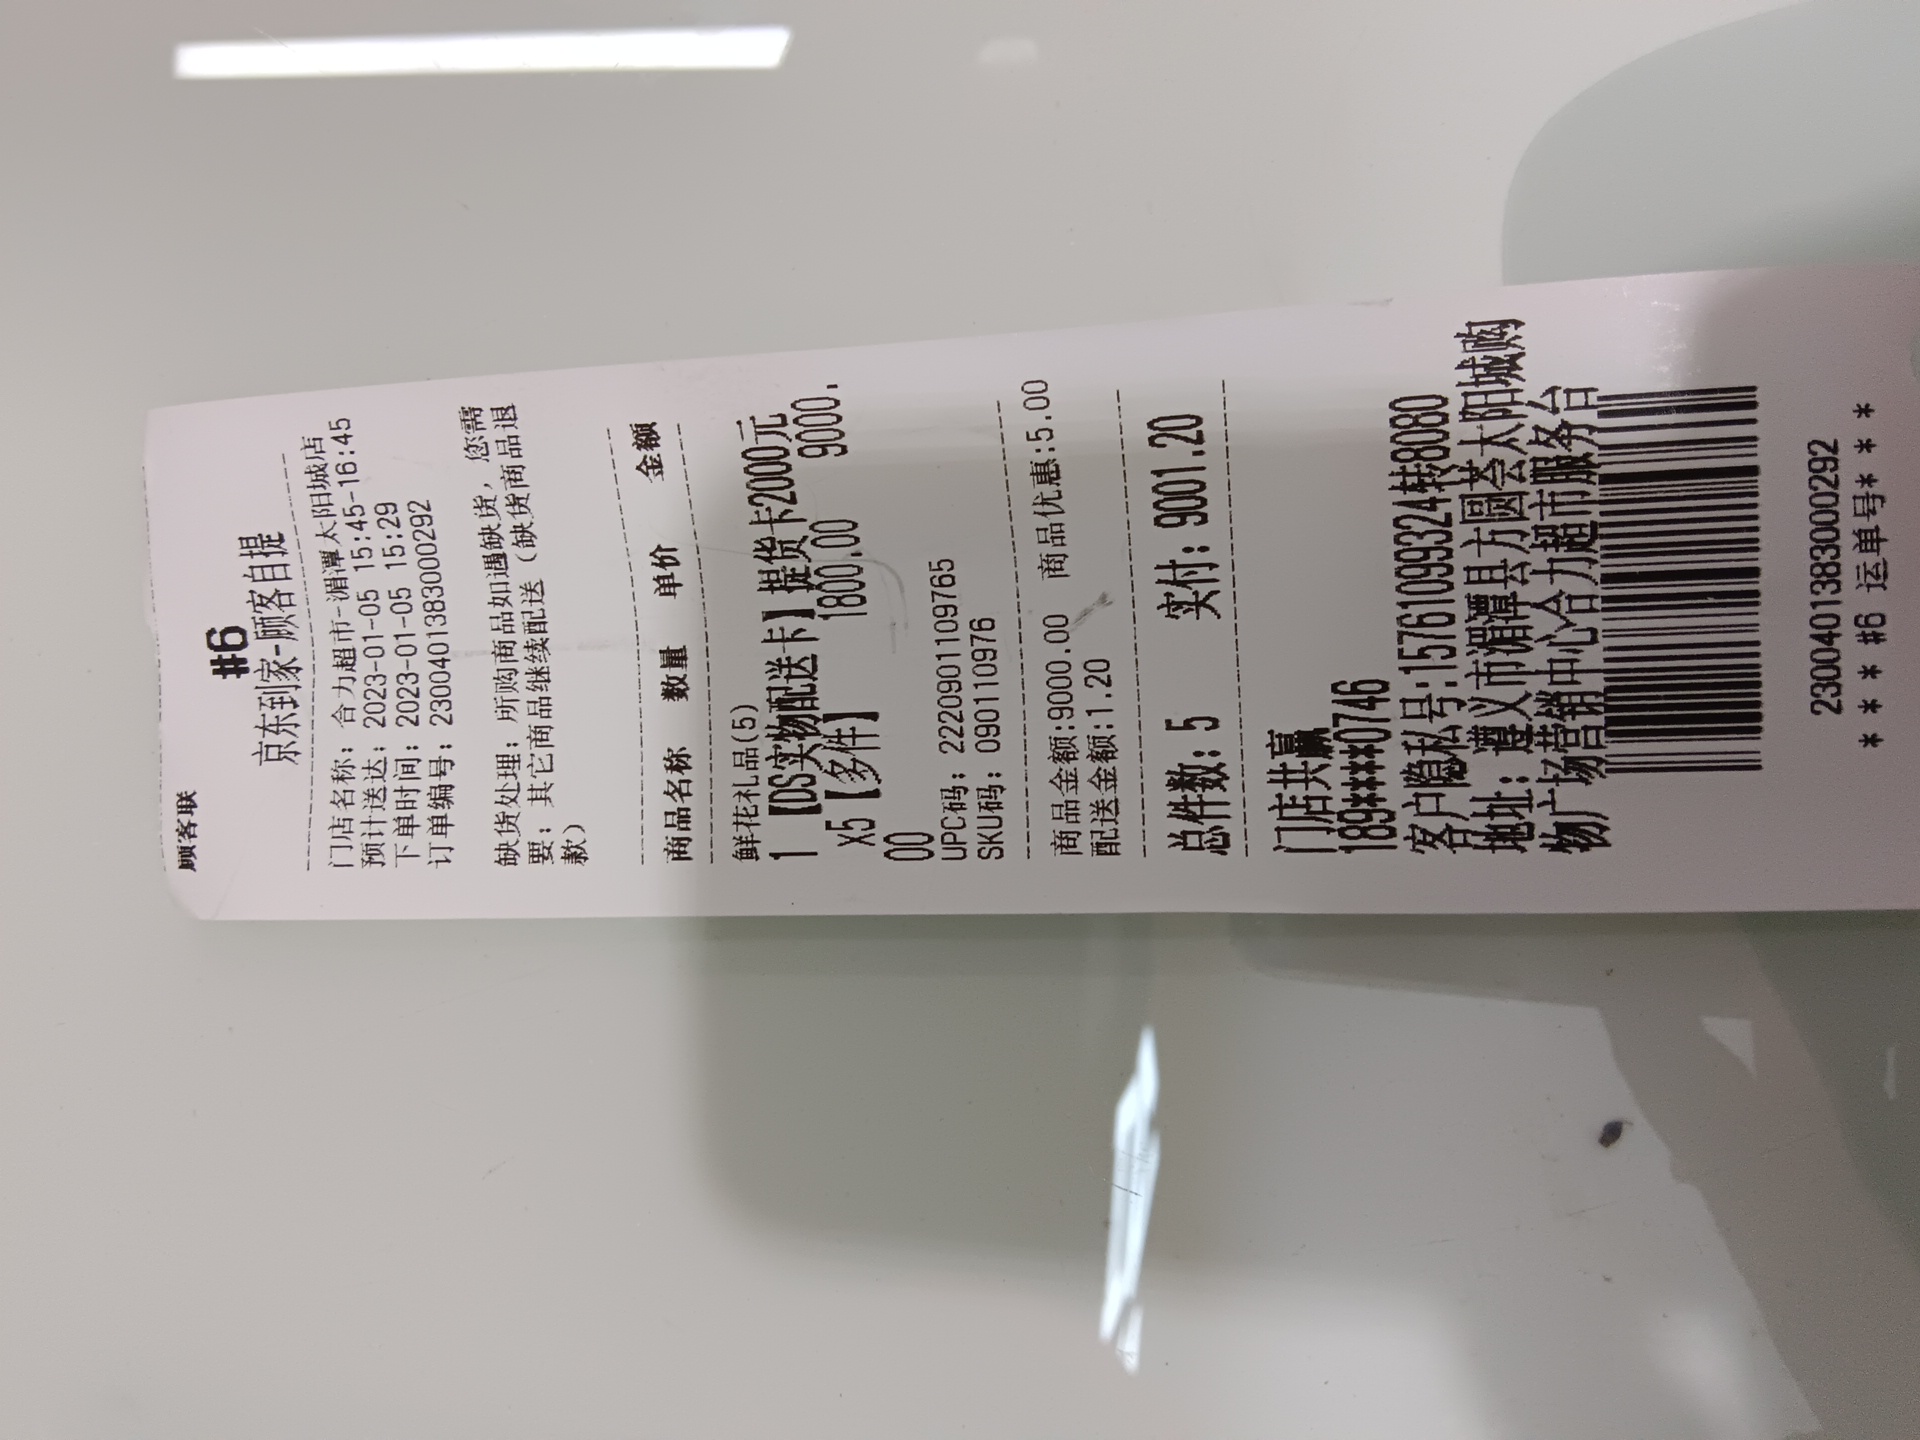 顾客联
#6
京东到家-顾客自提
门店名称：合力超市-湄潭太阳城店
预计送达：2023-01-05 15:45-16:45
下单时间：2023-01-05 15:29
订单编号：2300401383000292
缺货处理：所购商品如遇缺货，您需
要：其它商品继续配送（缺货商品退
款）
商品名称 数量 单价 金额
鲜花礼品(5)
1 【DS实物配送卡】提货卡2000元
x5【多件】 1800.00 9000.
00
UPC码：2220901109765
SKU码：090110976
商品金额:9000.00 商品优惠:5.00
配送金额:1.20
总件数：5 实付：9001.20
门店共赢
189****0746
客户隐私号:15761099324转8080
地址：遵义市湄潭县方圆荟太阳城购
物广场营销中心合力超市服务台
2300401383000292
* * * #6 运单号* * *